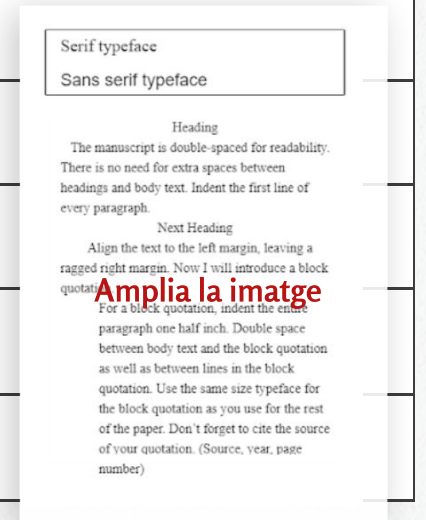 Serif typeface
Sans serif typeface
Heading
The manuscript is double-spaced for readability.
There is no need for extra spaces between
headings and body text. Indent the first line of
every paragraph.
Next Heading
Align the text to the left margin, leaving a
ragged right margin. Now I will introduce a block
Amplia la imatge
For a block quotation, indent the entire
paragraph one half inch. Double space
between body text and the block quotation
as well as between lines in the block
quotation. Use the same size typeface for
the block quotation as you use for the rest
of the paper. Don't forget to cite the source
of your quotation. (Source, year, page
number)